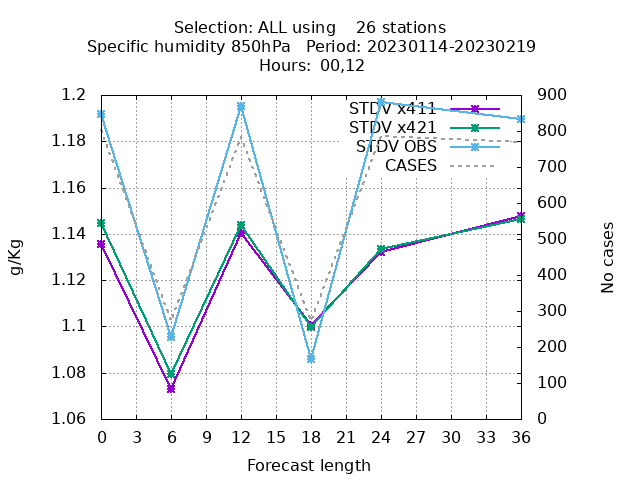 Selection: ALL using    26 stations
Specific humidity 850hPa   Period: 20230114-20230219
Hours: 00,12
STDV x411
STDV x421
STDV OBS
CASES
g/Kg
1.2
1.18
1.16
1.14
1.12
1.1
1.08
1.06
900
800
700
600
500
400
300
200
100
0
No cases
0 3 6 9 12 15 18 21 24 27 30 33 36
Forecast length